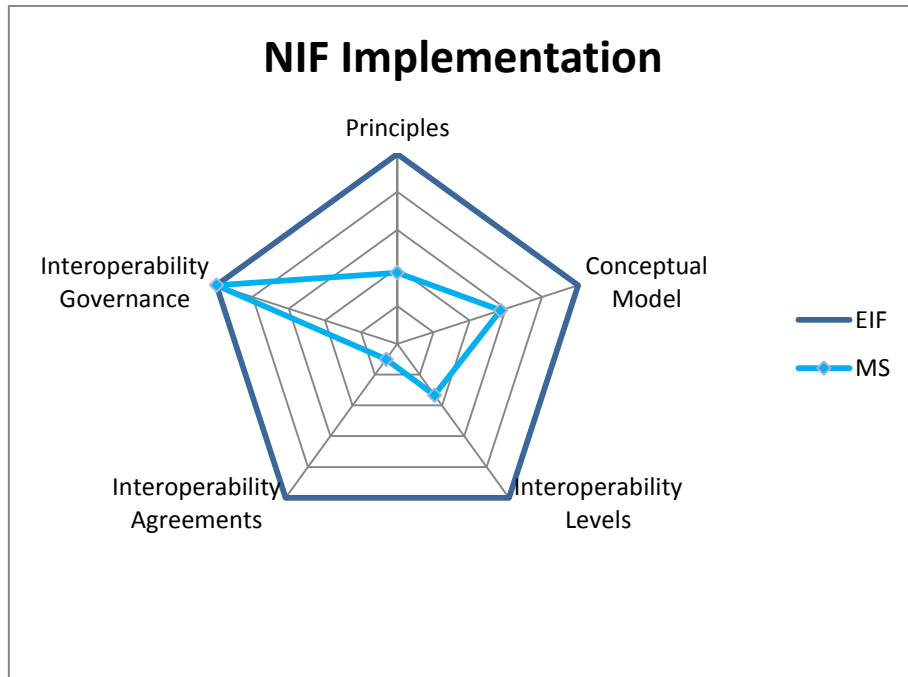 NIF Implementation
Principles
Interoperability
Governance
Conceptual
Model
EIF
MS
Interoperability
Agreements
Interoperability
Levels